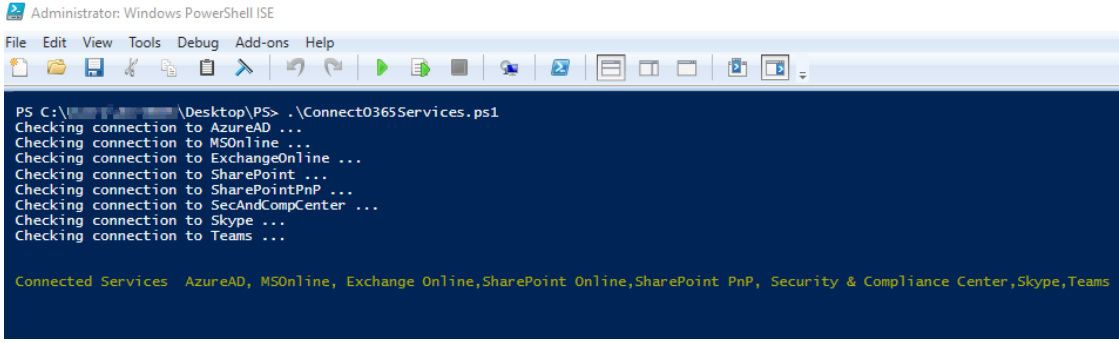 Administrator: Windows PowerShell ISE
File Edit View Tools Debug Add-ons Help
PS C:\ \Desktop\PS> .\ConnectO365Services.ps1
Checking connection to AzureAD ...
Checking connection to MSOnline ...
Checking connection to ExchangeOnline ...
Checking connection to SharePoint ...
Checking connection to SharePointPnP ...
Checking connection to SecAndCompCenter ...
Checking connection to Skype ...
Checking connection to Teams ...
Connected Services  AzureAD, MSOnline, Exchange Online,SharePoint Online,SharePoint PnP, Security & Compliance Center,Skype,Teams